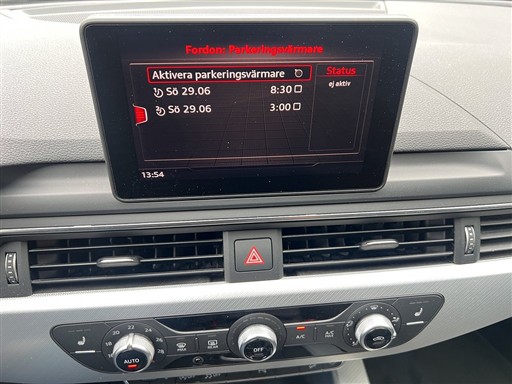 Fordon: Parkeringsvärmare
Aktivera parkeringsvärmare
Status
ej aktiv
Sö 29.06 8:30
Sö 29.06 3:00
13:54
AUTO
OFF
A/C
A/C